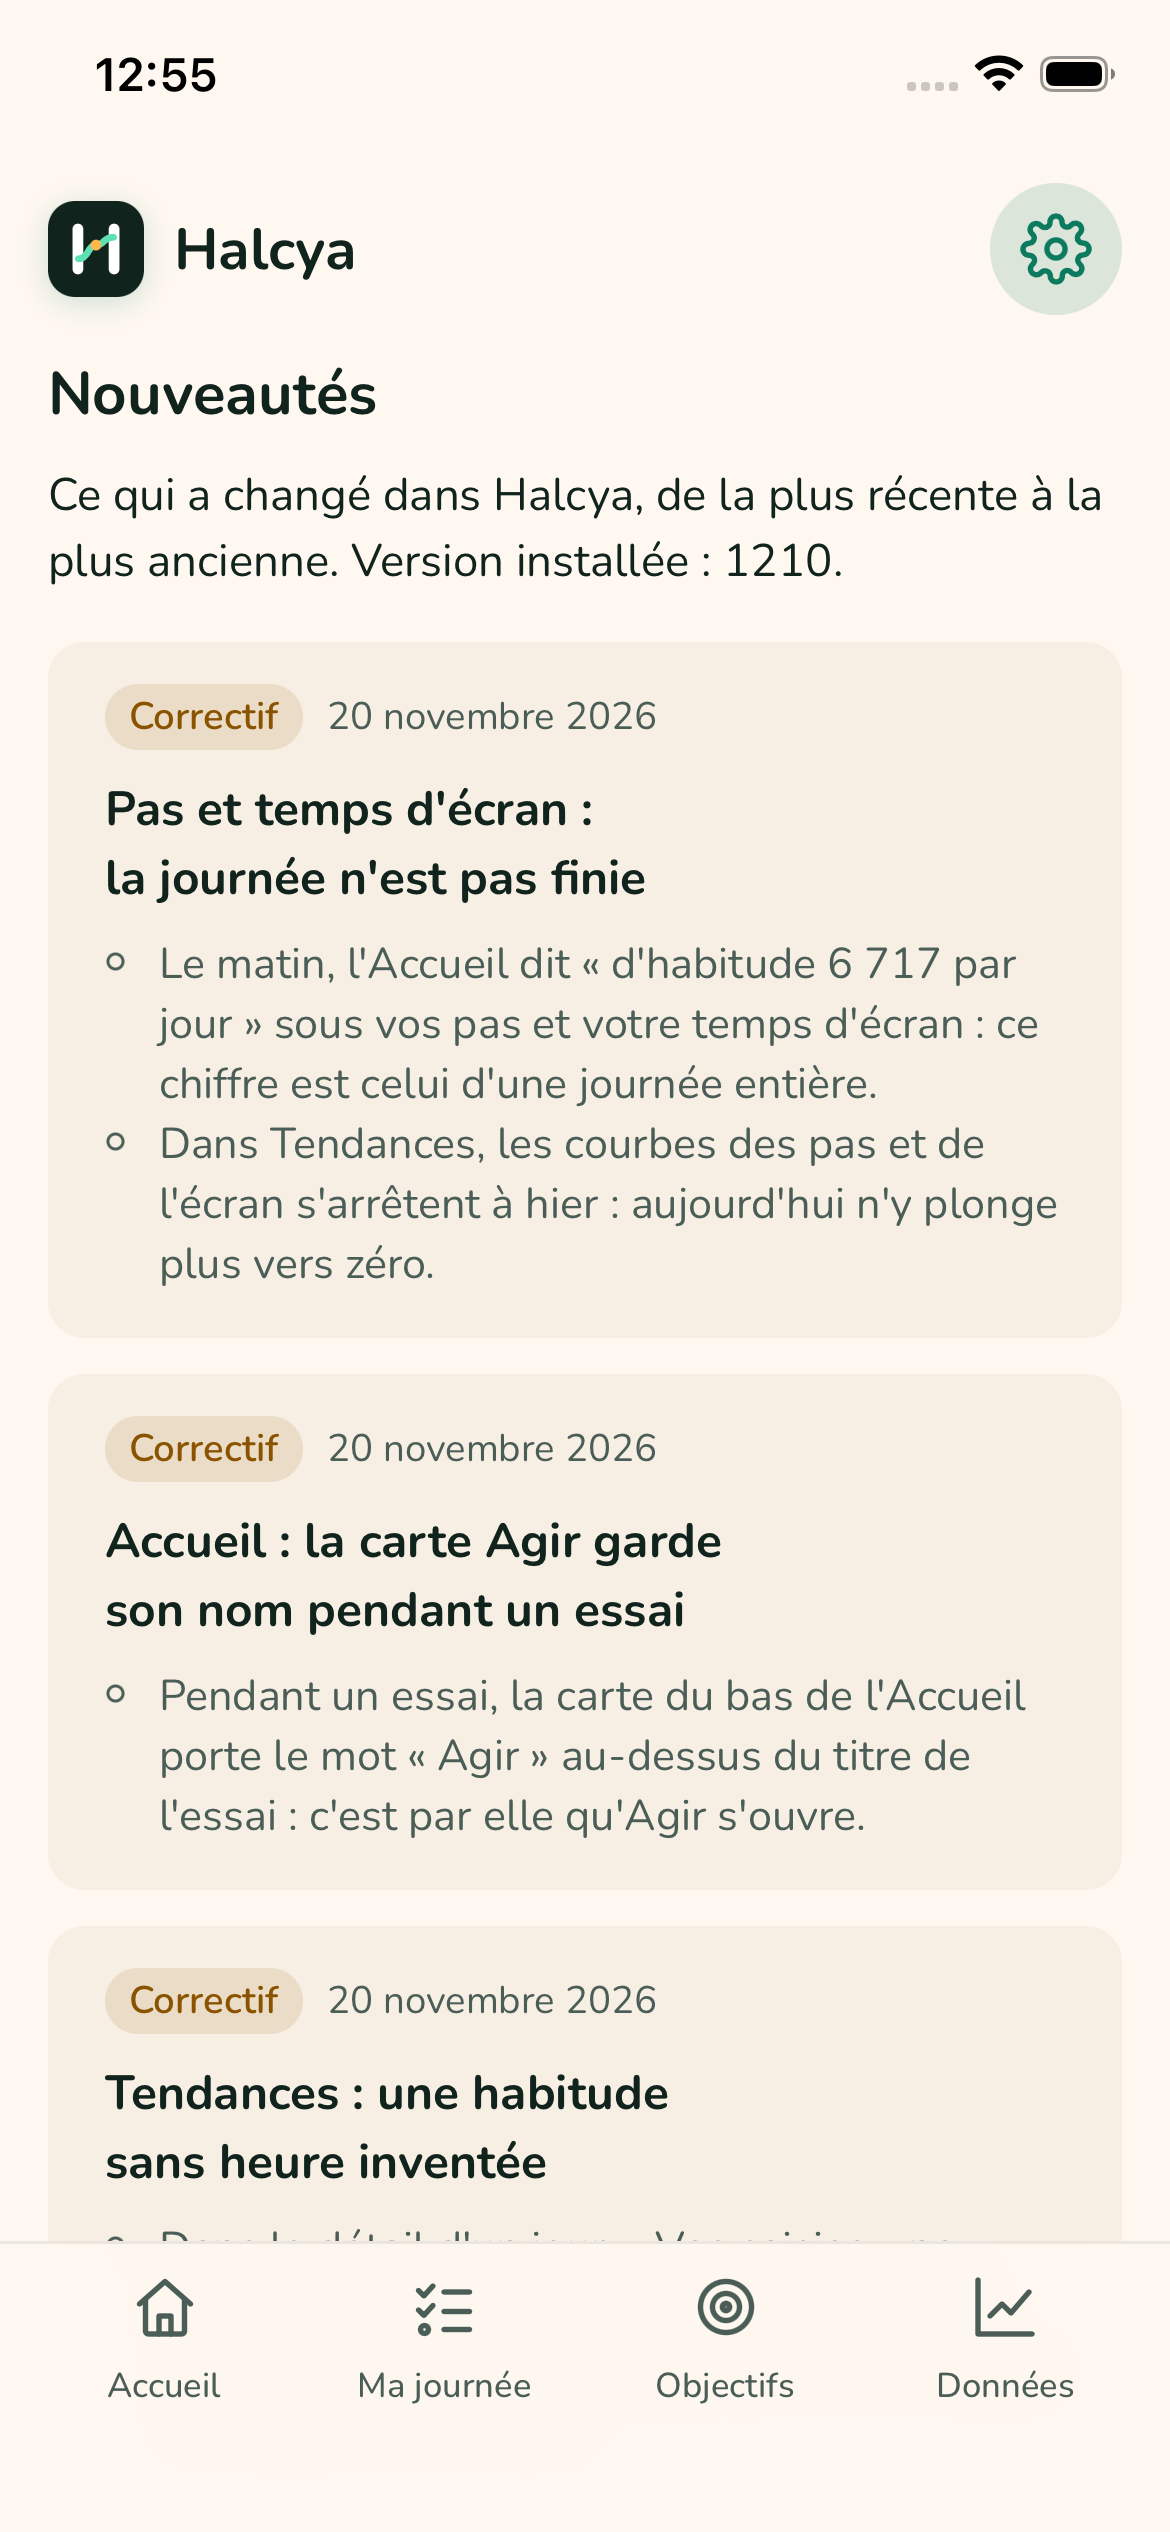 12:55
Halcya
Nouveautés
Ce qui a changé dans Halcya, de la plus récente à la
plus ancienne. Version installée : 1210.
Correctif 20 novembre 2026
Pas et temps d'écran :
la journée n'est pas finie
Le matin, l'Accueil dit « d'habitude 6 717 par
jour » sous vos pas et votre temps d'écran : ce
chiffre est celui d'une journée entière.
Dans Tendances, les courbes des pas et de
l'écran s'arrêtent à hier : aujourd'hui n'y plonge
plus vers zéro.
Correctif 20 novembre 2026
Accueil : la carte Agir garde
son nom pendant un essai
Pendant un essai, la carte du bas de l'Accueil
porte le mot « Agir » au-dessus du titre de
l'essai : c'est par elle qu'Agir s'ouvre.
Correctif 20 novembre 2026
Tendances : une habitude
sans heure inventée
Accueil
Ma journée
Objectifs
Données